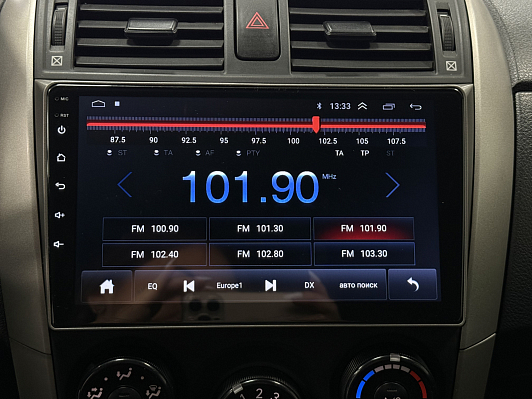 MIC
13:33
RST
87.5 90 92.5 95 97.5 100 102.5 105 107.5
ST TA AF PTY TA TP ST
101.90 MHz
FM 100.90 FM 101.30 FM 101.90
FM 102.40 FM 102.80 FM 103.30
EQ Europe1 DX авто поиск
2